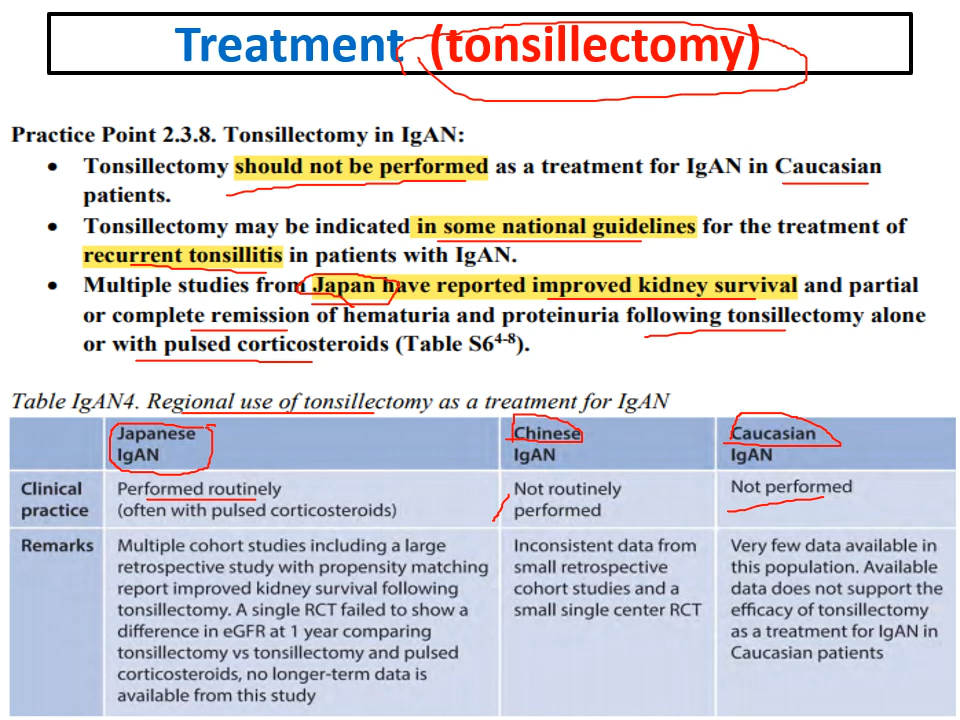 Treatment (tonsillectomy)
Practice Point 2.3.8. Tonsillectomy in IgAN:
• Tonsillectomy should not be performed as a treatment for IgAN in Caucasian
patients.
• Tonsillectomy may be indicated in some national guidelines for the treatment of
recurrent tonsillitis in patients with IgAN.
• Multiple studies from Japan have reported improved kidney survival and partial
or complete remission of hematuria and proteinuria following tonsillectomy alone
or with pulsed corticosteroids (Table S6⁴⁻⁸).
Table IgAN4. Regional use of tonsillectomy as a treatment for IgAN
Japanese
IgAN
Chinese
IgAN
Caucasian
IgAN
Clinical
practice
Performed routinely
(often with pulsed corticosteroids)
Not routinely
performed
Not performed
Remarks
Multiple cohort studies including a large
retrospective study with propensity matching
report improved kidney survival following
tonsillectomy. A single RCT failed to show a
difference in eGFR at 1 year comparing
tonsillectomy vs tonsillectomy and pulsed
corticosteroids, no longer-term data is
available from this study
Inconsistent data from
small retrospective
cohort studies and a
small single center RCT
Very few data available in
this population. Available
data does not support the
efficacy of tonsillectomy
as a treatment for IgAN in
Caucasian patients